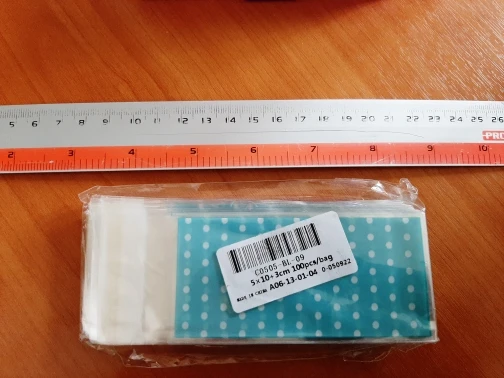 5 6 7 8 9 10 11 12 13 14 15 16 17 18 19 20 21 22 23 24 25 26
PRO
2 3 4 5 6 7 8 9 10
C0505-BL-09
5×10+3cm 100pcs/bag
MADE IN CHINA A06-13-01-04 0-050922